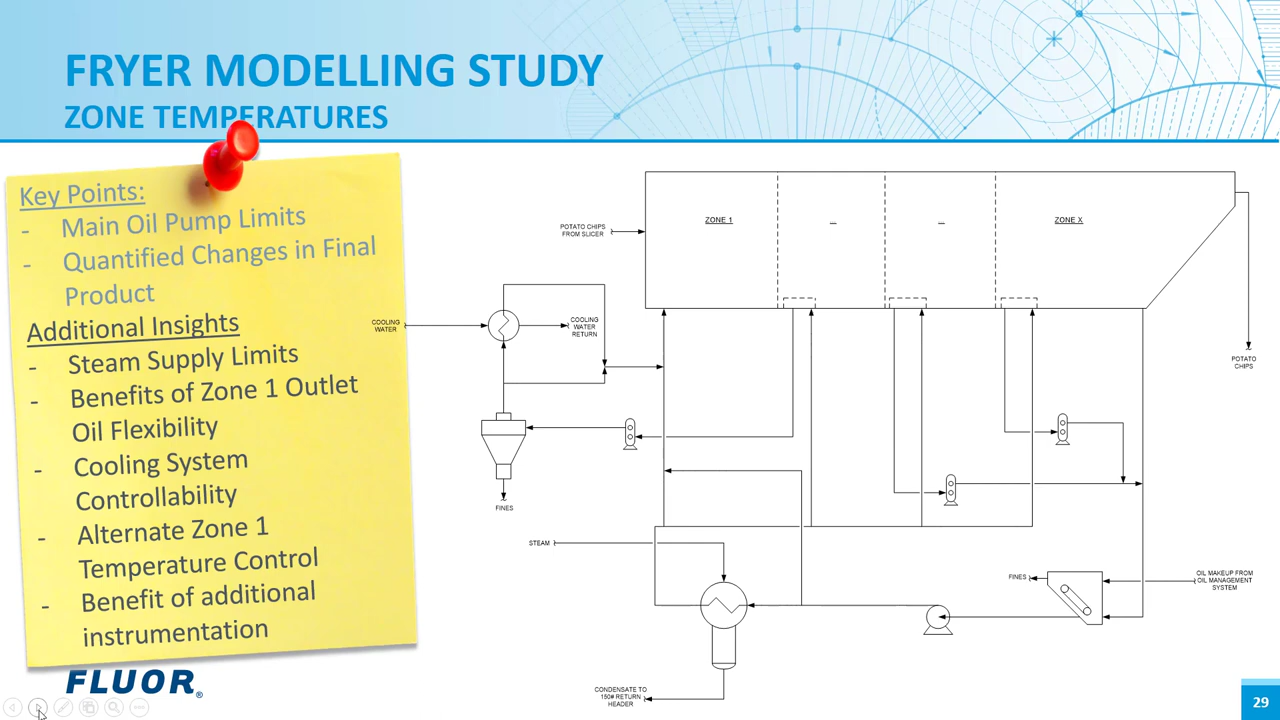 FRYER MODELLING STUDY
ZONE TEMPERATURES
Key Points:
- Main Oil Pump Limits
- Quantified Changes in Final
Product
Additional Insights
- Steam Supply Limits
- Benefits of Zone 1 Outlet
Oil Flexibility
- Cooling System
Controllability
- Alternate Zone 1
Temperature Control
- Benefit of additional
instrumentation
POTATO CHIPS
FROM SLICER
ZONE 1
...
...
ZONE X
COOLING
WATER
COOLING
WATER
RETURN
POTATO
CHIPS
FINES
STEAM
FINES
OIL MAKEUP FROM
OIL MANAGEMENT
SYSTEM
CONDENSATE TO
150# RETURN
HEADER
FLUOR®
29